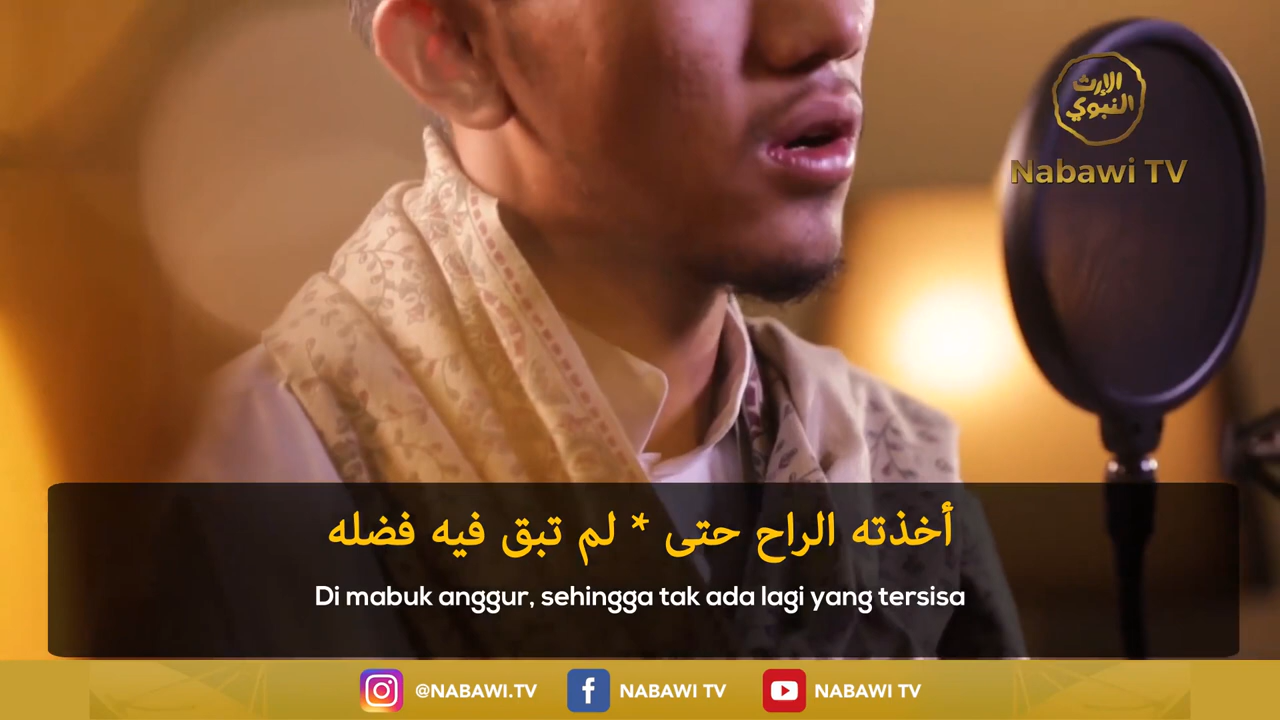 الإرث
النبوي
Nabawi TV
أخذته الراح حتى * لم تبق فيه فضله
Di mabuk anggur, sehingga tak ada lagi yang tersisa
@NABAWI.TV NABAWI TV NABAWI TV